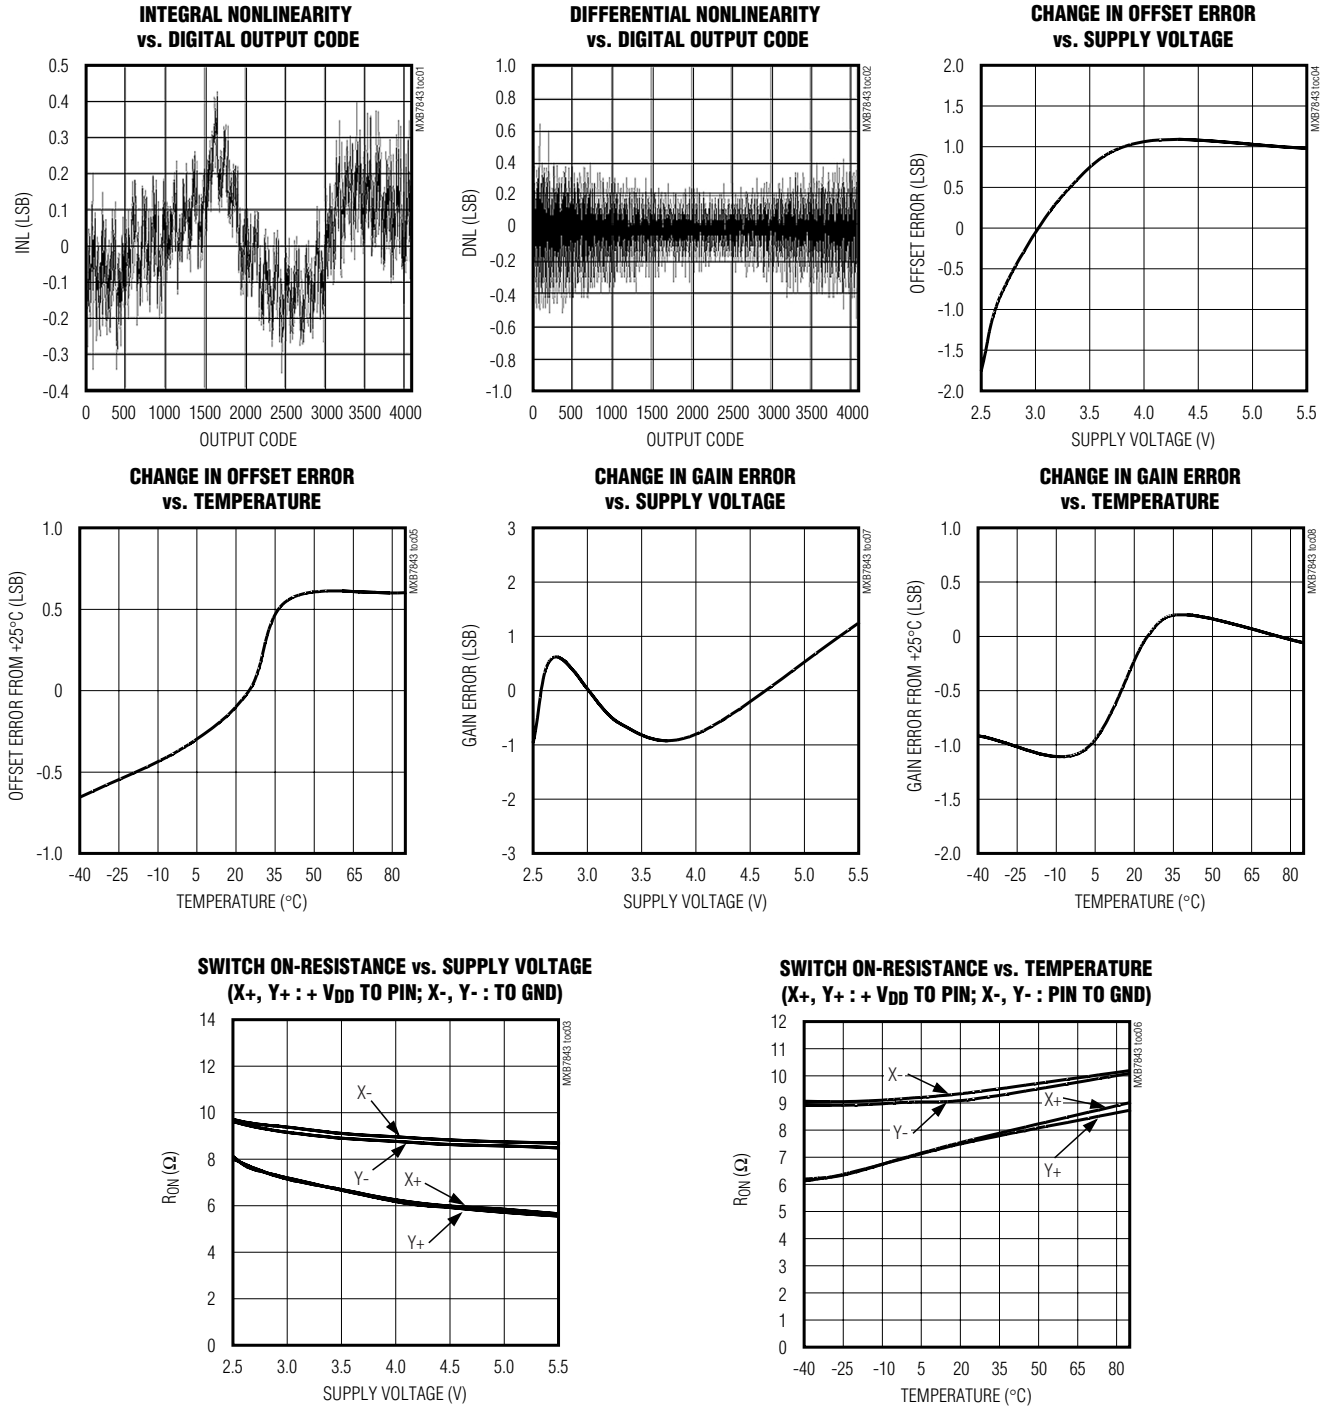 INTEGRAL NONLINEARITY
vs. DIGITAL OUTPUT CODE
0.5
0.4
0.3
0.2
0.1
0
-0.1
-0.2
-0.3
-0.4
INL (LSB)
0 500 1000 1500 2000 2500 3000 3500 4000
OUTPUT CODE
MXB7843 toc01
DIFFERENTIAL NONLINEARITY
vs. DIGITAL OUTPUT CODE
1.0
0.8
0.6
0.4
0.2
0
-0.2
-0.4
-0.6
-0.8
-1.0
DNL (LSB)
0 500 1000 1500 2000 2500 3000 3500 4000
OUTPUT CODE
MXB7843 toc02
CHANGE IN OFFSET ERROR
vs. SUPPLY VOLTAGE
2.0
1.5
1.0
0.5
0
-0.5
-1.0
-1.5
-2.0
OFFSET ERROR (LSB)
2.5 3.0 3.5 4.0 4.5 5.0 5.5
SUPPLY VOLTAGE (V)
MXB7843 toc04
CHANGE IN OFFSET ERROR
vs. TEMPERATURE
1.0
0.5
0
-0.5
-1.0
OFFSET ERROR FROM +25°C (LSB)
-40 -25 -10 5 20 35 50 65 80
TEMPERATURE (°C)
MXB7843 toc05
CHANGE IN GAIN ERROR
vs. SUPPLY VOLTAGE
3
2
1
0
-1
-2
-3
GAIN ERROR (LSB)
2.5 3.0 3.5 4.0 4.5 5.0 5.5
SUPPLY VOLTAGE (V)
MXB7843 toc07
CHANGE IN GAIN ERROR
vs. TEMPERATURE
1.0
0.5
0
-0.5
-1.0
-1.5
-2.0
GAIN ERROR FROM +25°C (LSB)
-40 -25 -10 5 20 35 50 65 80
TEMPERATURE (°C)
MXB7843 toc08
SWITCH ON-RESISTANCE vs. SUPPLY VOLTAGE
(X+, Y+ : + VDD TO PIN; X-, Y- : TO GND)
14
12
10
8
6
4
2
0
RON (Ω)
X-
Y-
X+
Y+
2.5 3.0 3.5 4.0 4.5 5.0 5.5
SUPPLY VOLTAGE (V)
MXB7843 toc03
SWITCH ON-RESISTANCE vs. TEMPERATURE
(X+, Y+ : + VDD TO PIN; X-, Y- : PIN TO GND)
12
11
10
9
8
7
6
5
4
3
2
1
0
RON (Ω)
X-
X+
Y-
Y+
-40 -25 -10 5 20 35 50 65 80
TEMPERATURE (°C)
MXB7843 toc06